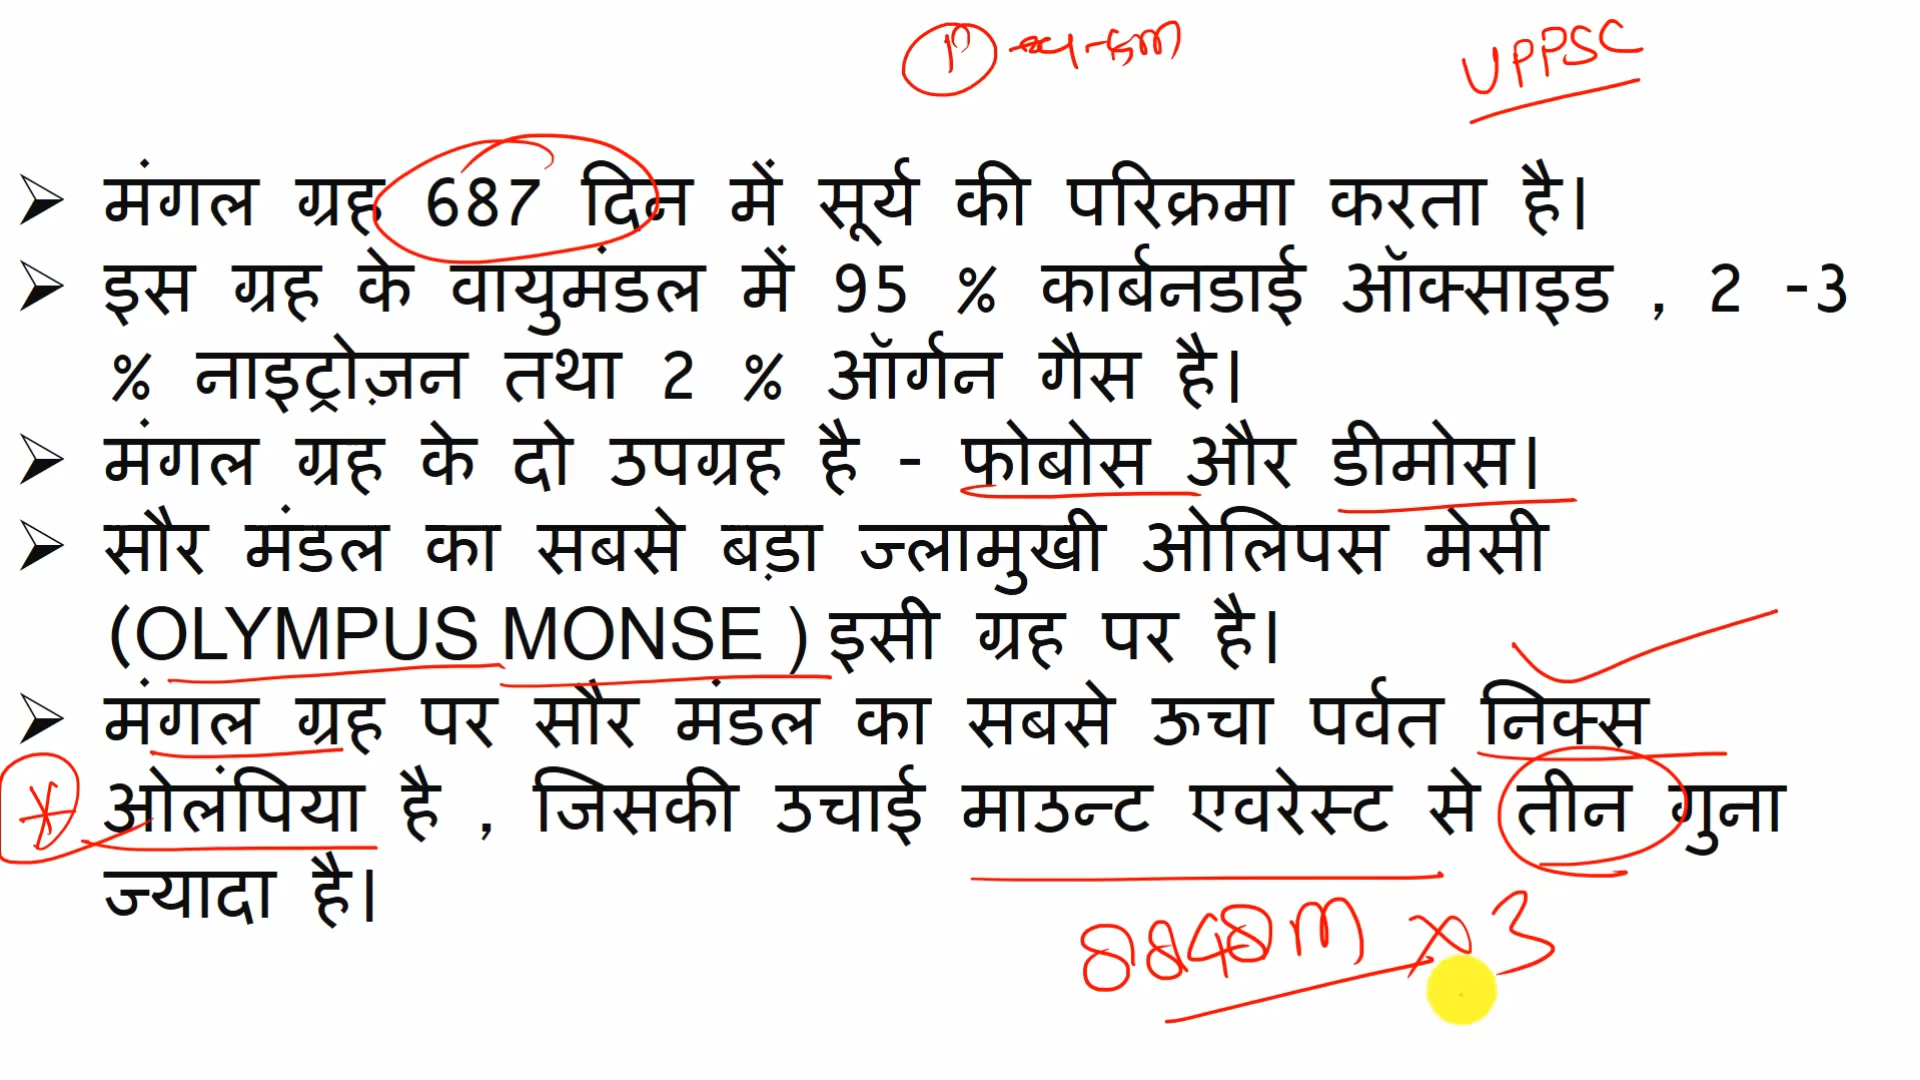 UPPSC
➢ मंगल ग्रह 687 दिन में सूर्य की परिक्रमा करता है।
➢ इस ग्रह के वायुमंडल में 95 % कार्बनडाई ऑक्साइड , 2 -3
% नाइट्रोज़न तथा 2 % ऑर्गन गैस है।
➢ मंगल ग्रह के दो उपग्रह है - फोबोस और डीमोस।
➢ सौर मंडल का सबसे बड़ा ज्लामुखी ओलिपस मेसी
(OLYMPUS MONSE ) इसी ग्रह पर है।
➢ मंगल ग्रह पर सौर मंडल का सबसे ऊचा पर्वत निक्स
ओलंपिया है , जिसकी उचाई माउन्ट एवरेस्ट से तीन गुना
ज्यादा है।
8848m x 3